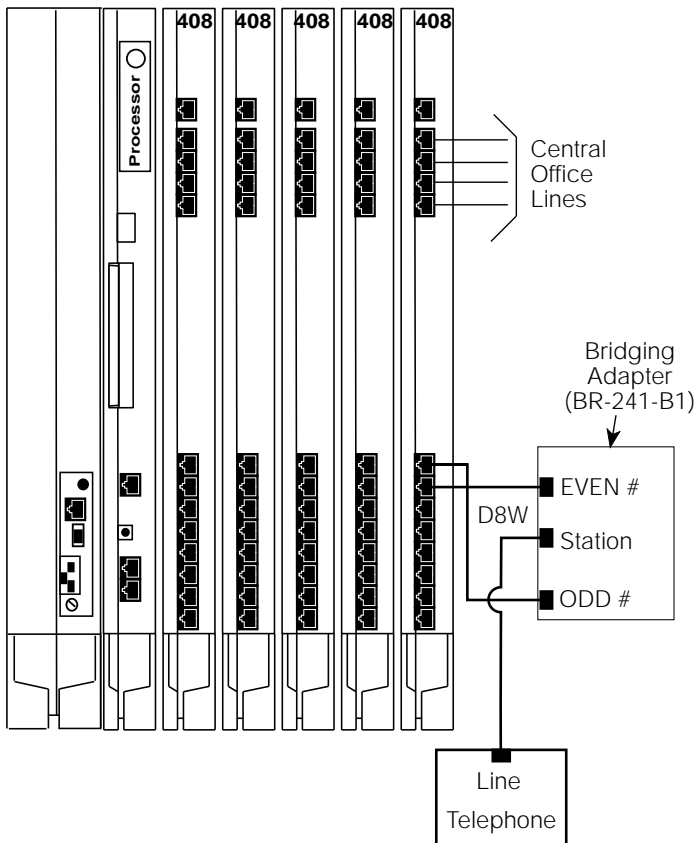 408 408 408 408 408
Processor
Central
Office
Lines
Bridging
Adapter
(BR-241-B1)
EVEN #
D8W
Station
ODD #
Line
Telephone